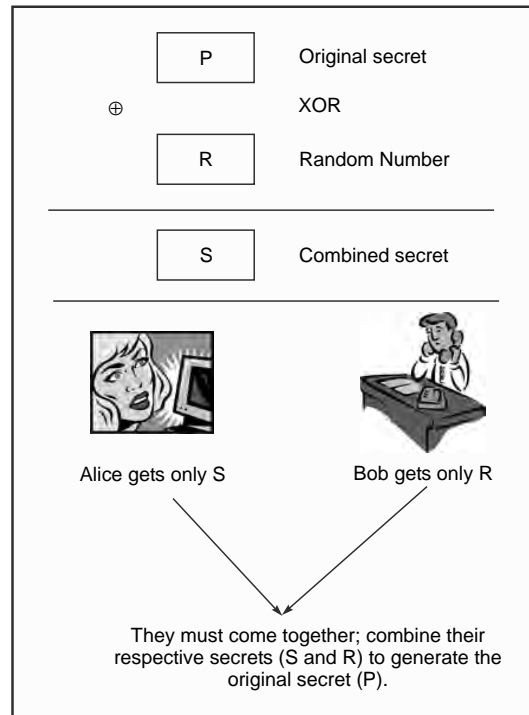 P Original secret
⊕ XOR
R Random Number
S Combined secret
Alice gets only S Bob gets only R
They must come together; combine their
respective secrets (S and R) to generate the
original secret (P).